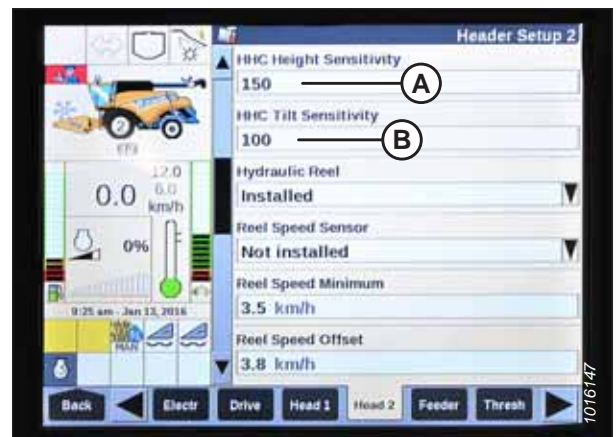 Header Setup 2
HHC Height Sensitivity
150
A
HHC Tilt Sensitivity
100
B
Hydraulic Reel
Installed
Reel Speed Sensor
Not installed
Reel Speed Minimum
3.5 km/h
Reel Speed Offset
3.8 km/h
2
12.0
6.0
0.0 km/h
0%
9:25 am - Jan 13, 2016
MAN
Back Electr Drive Head 1 Head 2 Feeder Thresh
1016147